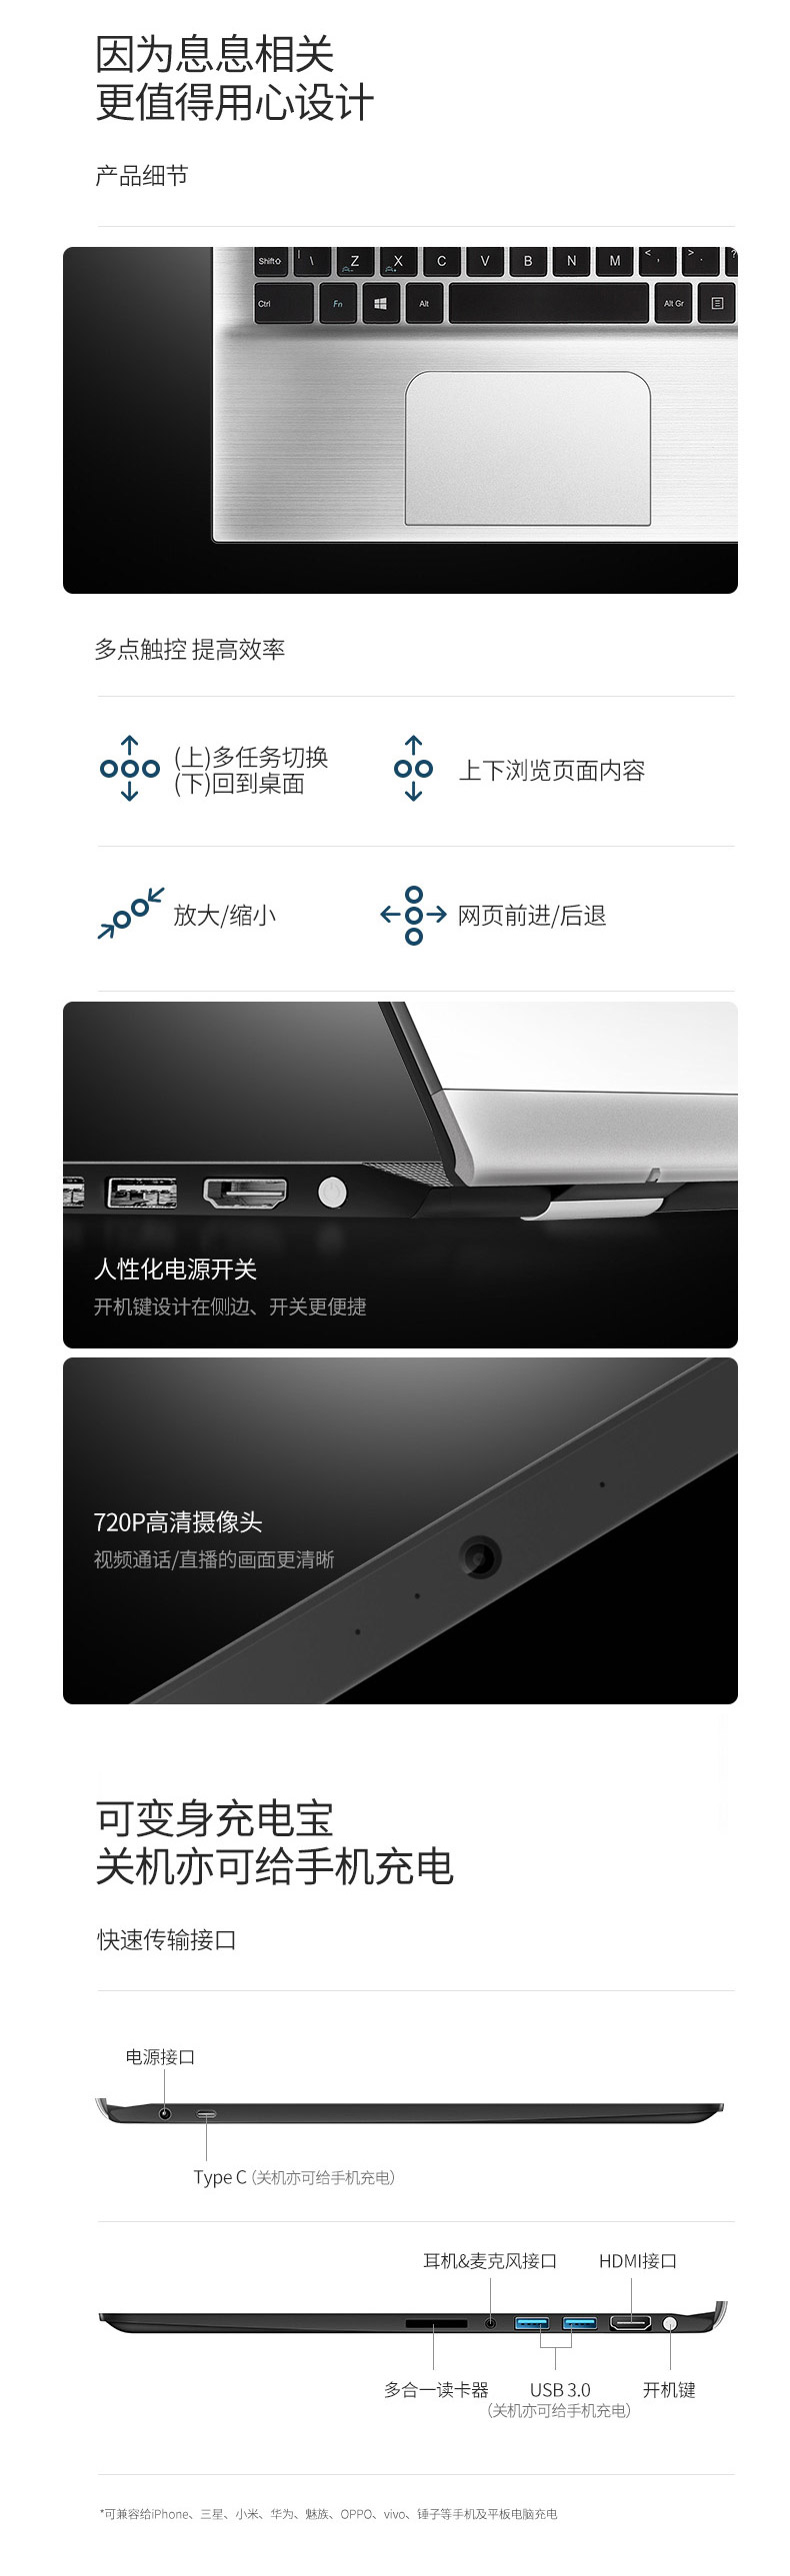 因为息息相关
更值得用心设计
产品细节
Shift⇧ | \ Z X C V B N M < , > . ?
Ctrl Fn Alt Alt Gr
多点触控 提高效率
(上)多任务切换
(下)回到桌面
上下浏览页面内容
放大/缩小
网页前进/后退
人性化电源开关
开机键设计在侧边、开关更便捷
720P高清摄像头
视频通话/直播的画面更清晰
可变身充电宝
关机亦可给手机充电
快速传输接口
电源接口
Type C (关机亦可给手机充电)
耳机&麦克风接口
HDMI接口
多合一读卡器
USB 3.0
(关机亦可给手机充电)
开机键
*可兼容给iPhone、三星、小米、华为、魅族、OPPO、vivo、锤子等手机及平板电脑充电